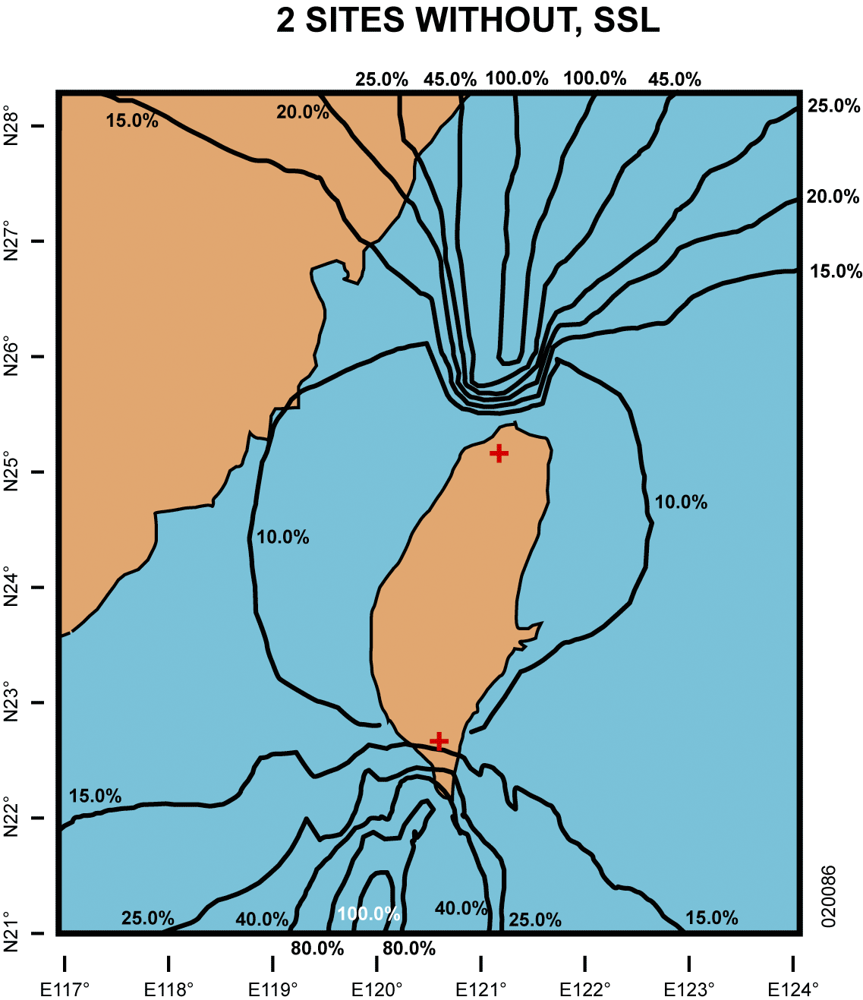 2 SITES WITHOUT, SSL
25.0% 45.0% 100.0% 100.0% 45.0%
25.0%
20.0%
15.0%
15.0%
20.0%
10.0%
10.0%
15.0%
25.0%
40.0%
100.0%
40.0%
25.0%
15.0%
80.0% 80.0%
N28°
N27°
N26°
N25°
N24°
N23°
N22°
N21°
E117° E118° E119° E120° E121° E122° E123° E124°
020086